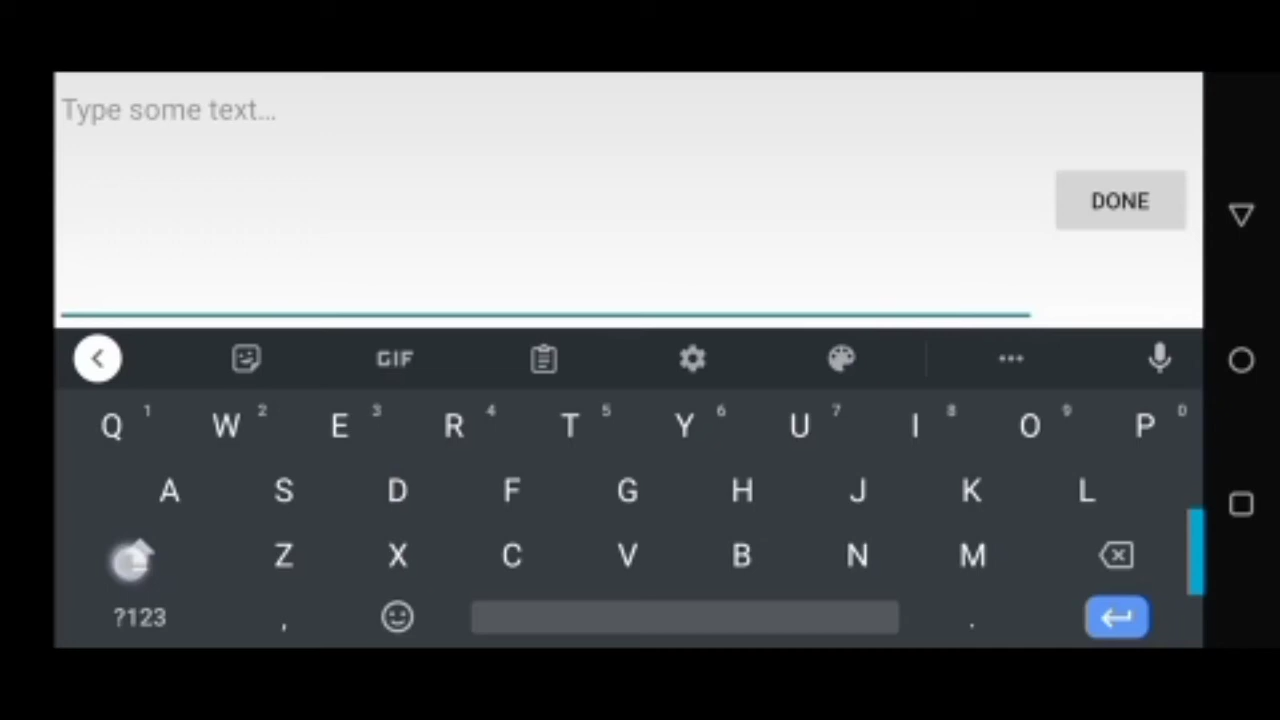 Type some text...
DONE
GIF
Q 1 W 2 E 3 R 4 T 5 Y 6 U 7 I 8 O 9 P 0
A S D F G H J K L
Z X C V B N M
?123 , .